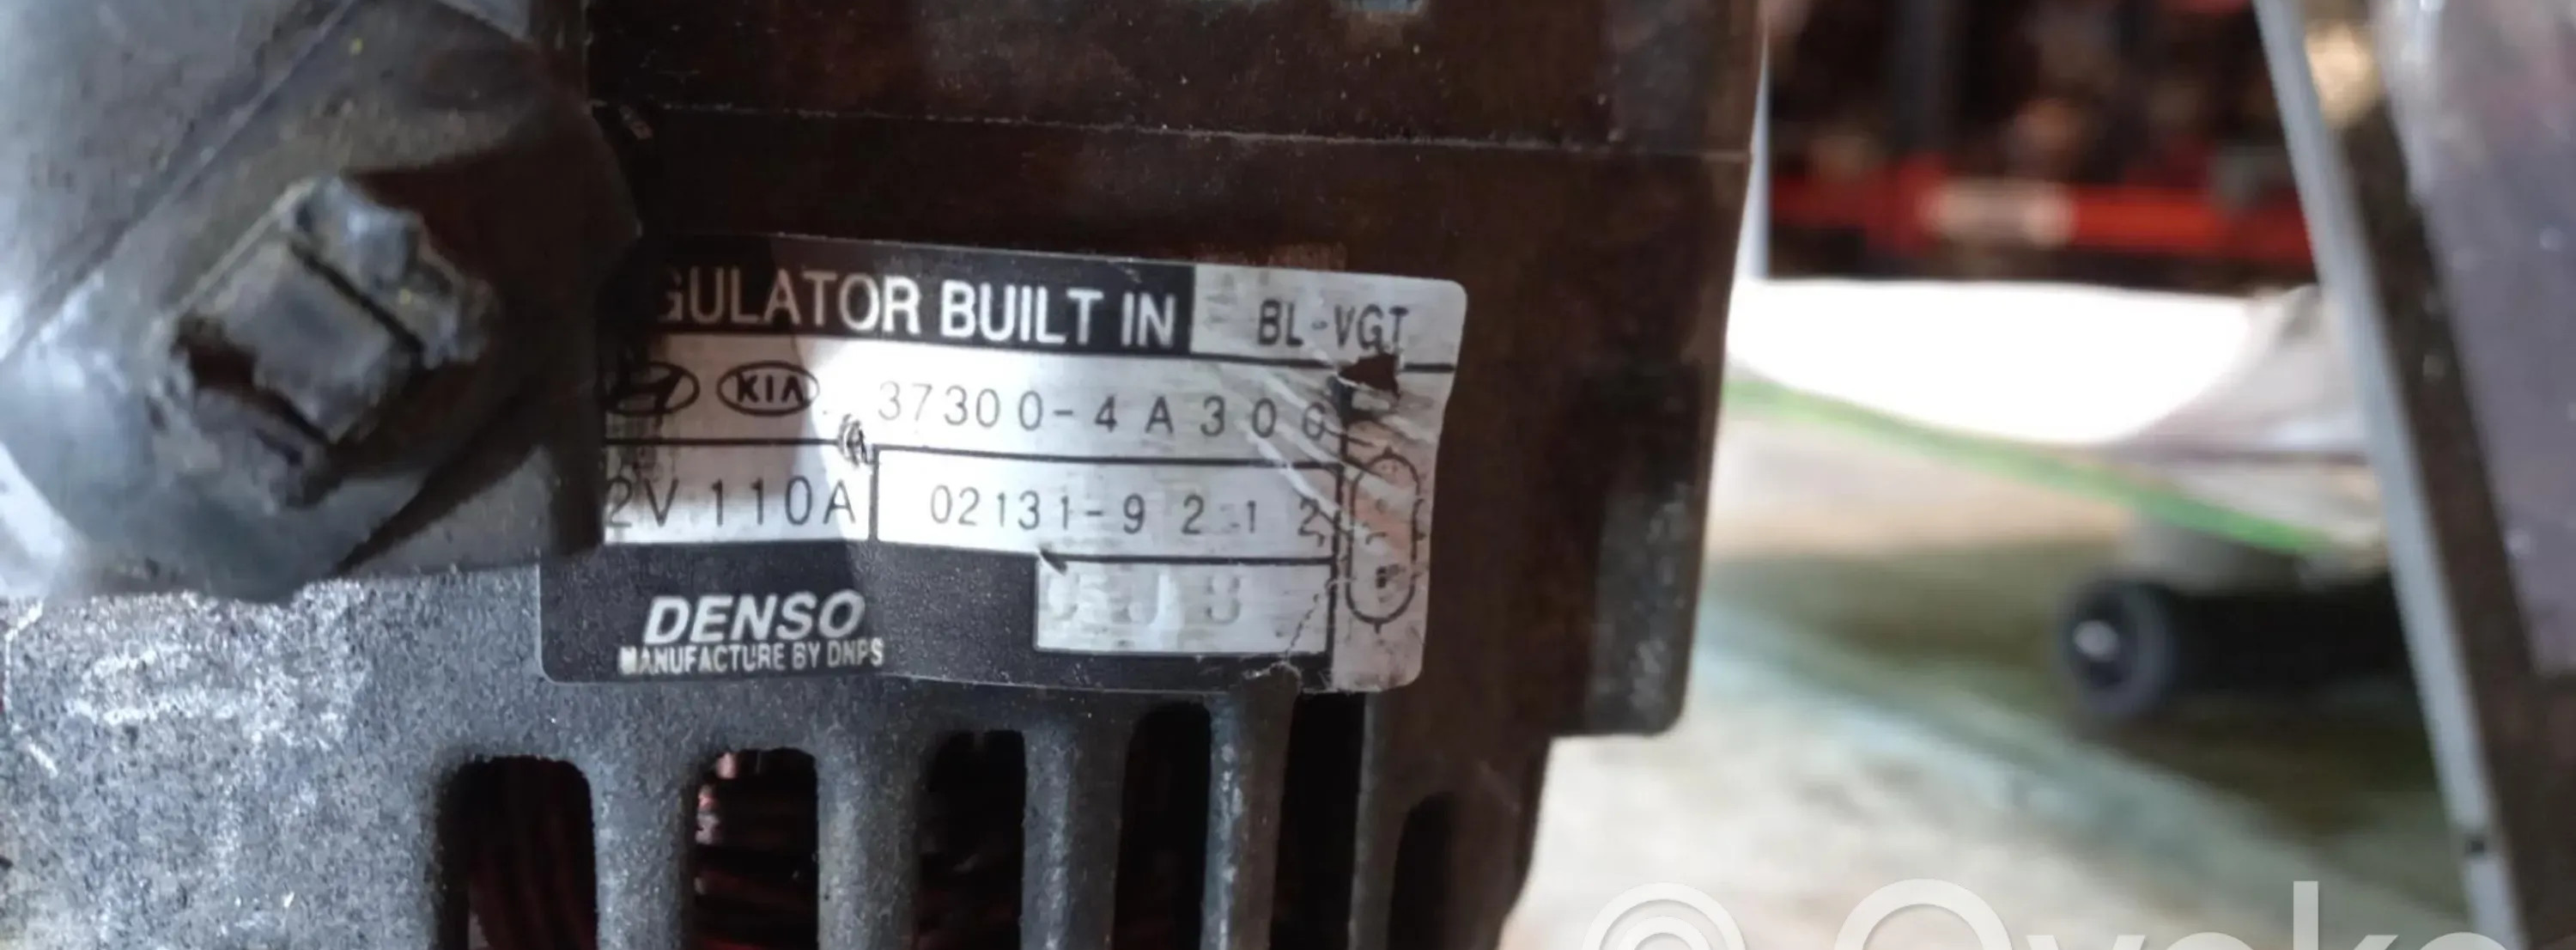 GULATOR BUILT IN BL-VGT
KIA 37300-4A300
2V 110A 02131-9212
DENSO
MANUFACTURE BY DNPS